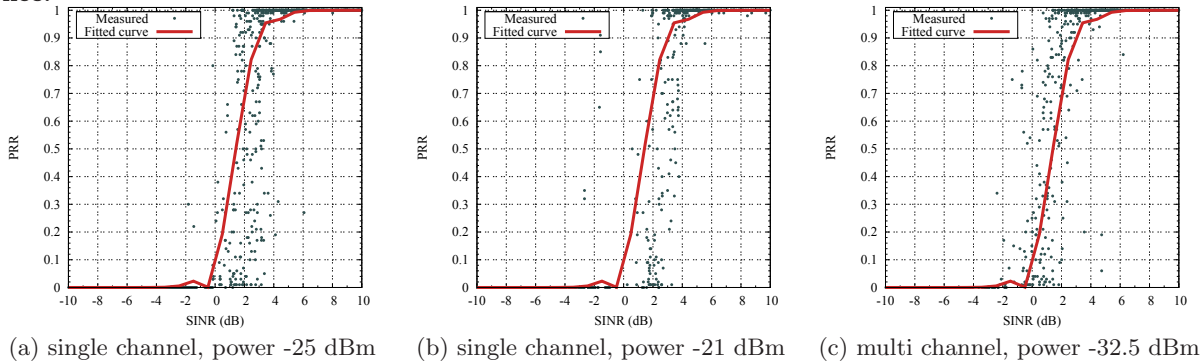 Measured
Fitted curve
1
0.9
0.8
0.7
0.6
0.5
0.4
0.3
0.2
0.1
0
PRR
-10 -8 -6 -4 -2 0 2 4 6 8 10
SINR (dB)
(a) single channel, power -25 dBm
Measured
Fitted curve
1
0.9
0.8
0.7
0.6
0.5
0.4
0.3
0.2
0.1
0
PRR
-10 -8 -6 -4 -2 0 2 4 6 8 10
SINR (dB)
(b) single channel, power -21 dBm
Measured
Fitted curve
1
0.9
0.8
0.7
0.6
0.5
0.4
0.3
0.2
0.1
0
PRR
-10 -8 -6 -4 -2 0 2 4 6 8 10
SINR (dB)
(c) multi channel, power -32.5 dBm